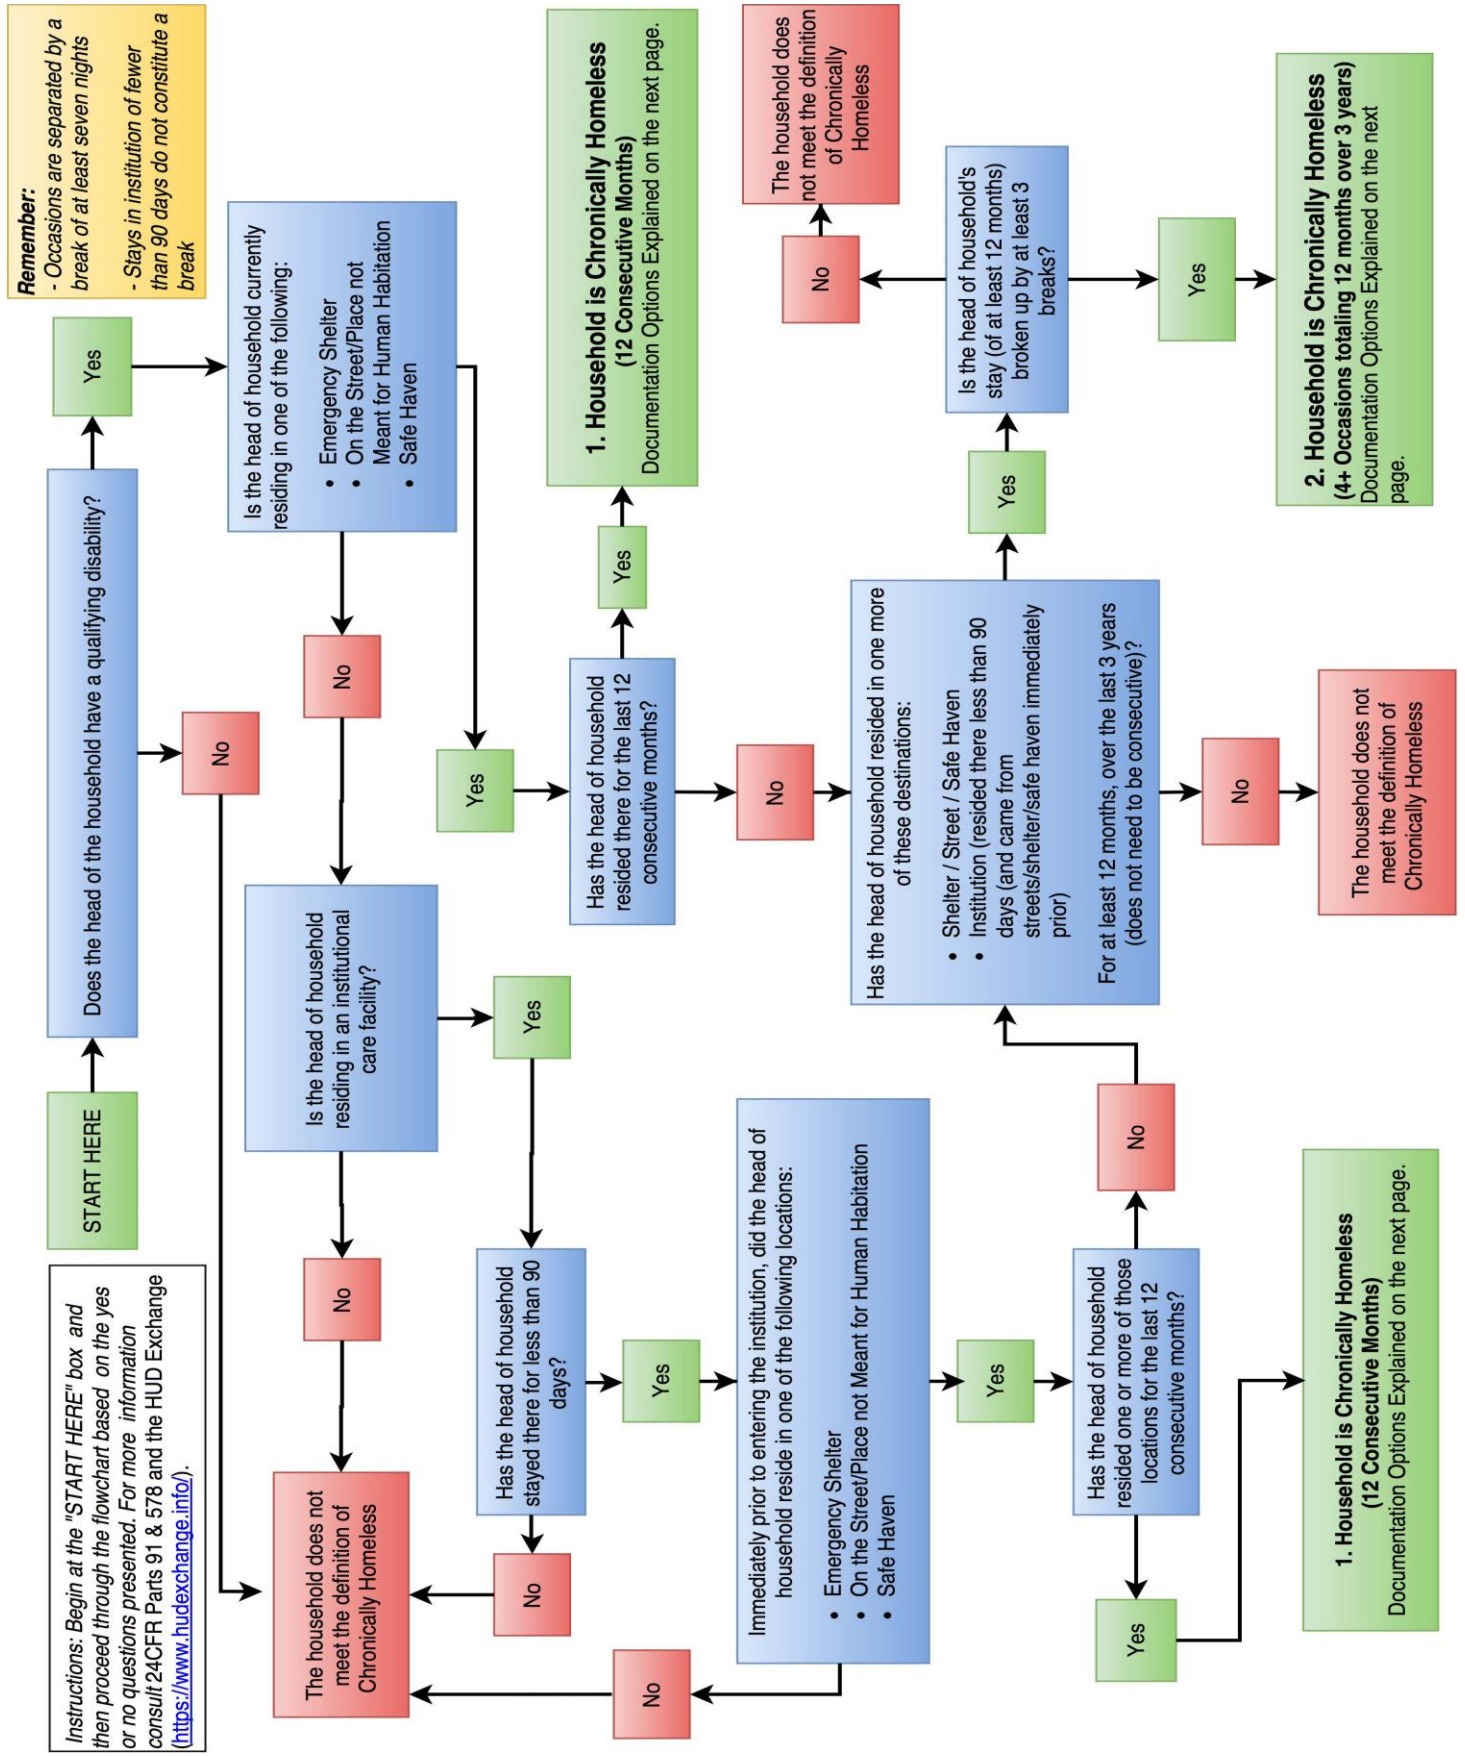 Instructions: Begin at the "START HERE" box and
then proceed through the flowchart based on the yes
or no questions presented. For more information
consult 24CFR Parts 91 & 578 and the HUD Exchange
(https://www.hudexchange.info/).
START HERE
Does the head of the household have a qualifying disability?
Yes
Remember:
- Occasions are separated by a
break of at least seven nights
- Stays in institution of fewer
than 90 days do not constitute a
break
No
Is the head of household currently
residing in one of the following:
• Emergency Shelter
• On the Street/Place not
Meant for Human Habitation
• Safe Haven
No
Is the head of household
residing in an institutional
care facility?
No
The household does not
meet the definition of
Chronically Homeless
Yes
Has the head of household
stayed there for less than 90
days?
No
Yes
Immediately prior to entering the institution, did the head of
household reside in one of the following locations:
• Emergency Shelter
• On the Street/Place not Meant for Human Habitation
• Safe Haven
No
Yes
Has the head of household
resided one or more of those
locations for the last 12
consecutive months?
Yes
1. Household is Chronically Homeless
(12 Consecutive Months)
Documentation Options Explained on the next page.
No
Yes
Has the head of household
resided there for the last 12
consecutive months?
Yes
1. Household is Chronically Homeless
(12 Consecutive Months)
Documentation Options Explained on the next page.
No
Has the head of household resided in one more
of these destinations:
• Shelter / Street / Safe Haven
• Institution (resided there less than 90
days (and came from
streets/shelter/safe haven immediately
prior)
For at least 12 months, over the last 3 years
(does not need to be consecutive)?
No
The household does not
meet the definition of
Chronically Homeless
Yes
Is the head of household's
stay (of at least 12 months)
broken up by at least 3
breaks?
No
The household does
not meet the definition
of Chronically
Homeless
Yes
2. Household is Chronically Homeless
(4+ Occasions totaling 12 months over 3 years)
Documentation Options Explained on the next
page.